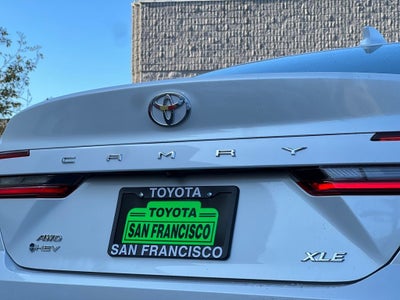 CAMRY
TOYOTA
TOYOTA
SAN FRANCISCO
SAN FRANCISCO
AWD
HEV
XLE